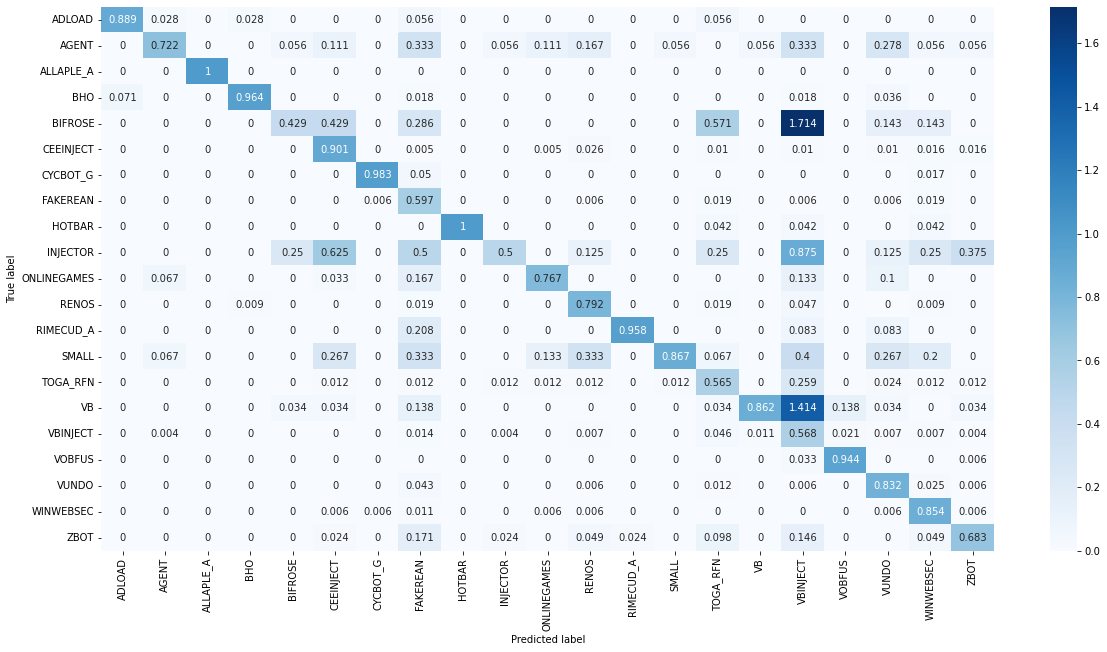 ADLOAD 0.889 0.028 0 0.028 0 0 0 0.056 0 0 0 0 0 0 0.056 0 0 0 0 0 0
AGENT 0 0.722 0 0 0.056 0.111 0 0.333 0 0.056 0.111 0.167 0 0.056 0 0.056 0.333 0 0.278 0.056 0.056
ALLAPLE_A 0 0 1 0 0 0 0 0 0 0 0 0 0 0 0 0 0 0 0 0 0
BHO 0.071 0 0 0.964 0 0 0 0.018 0 0 0 0 0 0 0 0 0.018 0 0.036 0 0
BIFROSE 0 0 0 0 0.429 0.429 0 0.286 0 0 0 0 0 0 0.571 0 1.714 0 0.143 0.143 0
CEEINJECT 0 0 0 0 0 0.901 0 0.005 0 0 0.005 0.026 0 0 0.01 0 0.01 0 0.01 0.016 0.016
CYCBOT_G 0 0 0 0 0 0 0.983 0.05 0 0 0 0 0 0 0 0 0 0 0 0.017 0
FAKEREAN 0 0 0 0 0 0 0.006 0.597 0 0 0 0.006 0 0 0.019 0 0.006 0 0.006 0.019 0
HOTBAR 0 0 0 0 0 0 0 0 1 0 0 0 0 0 0.042 0 0.042 0 0 0.042 0
INJECTOR 0 0 0 0 0.25 0.625 0 0.5 0 0.5 0 0.125 0 0 0.25 0 0.875 0 0.125 0.25 0.375
ONLINEGAMES 0 0.067 0 0 0 0.033 0 0.167 0 0 0.767 0 0 0 0 0 0.133 0 0.1 0 0
RENOS 0 0 0 0.009 0 0 0 0.019 0 0 0 0.792 0 0 0.019 0 0.047 0 0 0.009 0
RIMECUD_A 0 0 0 0 0 0 0 0.208 0 0 0 0 0.958 0 0 0 0.083 0 0.083 0 0
SMALL 0 0.067 0 0 0 0.267 0 0.333 0 0 0.133 0.333 0 0.867 0.067 0 0.4 0 0.267 0.2 0
TOGA_RFN 0 0 0 0 0 0.012 0 0.012 0 0.012 0.012 0.012 0 0.012 0.565 0 0.259 0 0.024 0.012 0.012
VB 0 0 0 0 0.034 0.034 0 0.138 0 0 0 0 0 0 0.034 0.862 1.414 0.138 0.034 0 0.034
VBINJECT 0 0.004 0 0 0 0 0 0.014 0 0.004 0 0.007 0 0 0.046 0.011 0.568 0.021 0.007 0.007 0.004
VOBFUS 0 0 0 0 0 0 0 0 0 0 0 0 0 0 0 0 0.033 0.944 0 0 0.006
VUNDO 0 0 0 0 0 0 0 0.043 0 0 0 0.006 0 0 0.012 0 0.006 0 0.832 0.025 0.006
WINWEBSEC 0 0 0 0 0 0.006 0.006 0.011 0 0 0.006 0.006 0 0 0 0 0 0 0.006 0.854 0.006
ZBOT 0 0 0 0 0 0.024 0 0.171 0 0.024 0 0.049 0.024 0 0.098 0 0.146 0 0 0.049 0.683
True label
ADLOAD AGENT ALLAPLE_A BHO BIFROSE CEEINJECT CYCBOT_G FAKEREAN HOTBAR INJECTOR ONLINEGAMES RENOS RIMECUD_A SMALL TOGA_RFN VB VBINJECT VOBFUS VUNDO WINWEBSEC ZBOT
Predicted label
1.6
1.4
1.2
1.0
0.8
0.6
0.4
0.2
0.0